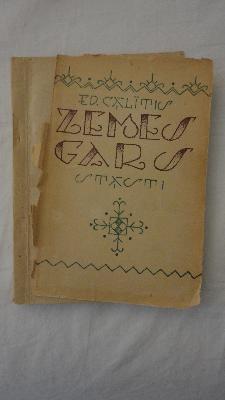 ED. CĀLĪTIS
ZEMES
GARS
STĀSTI